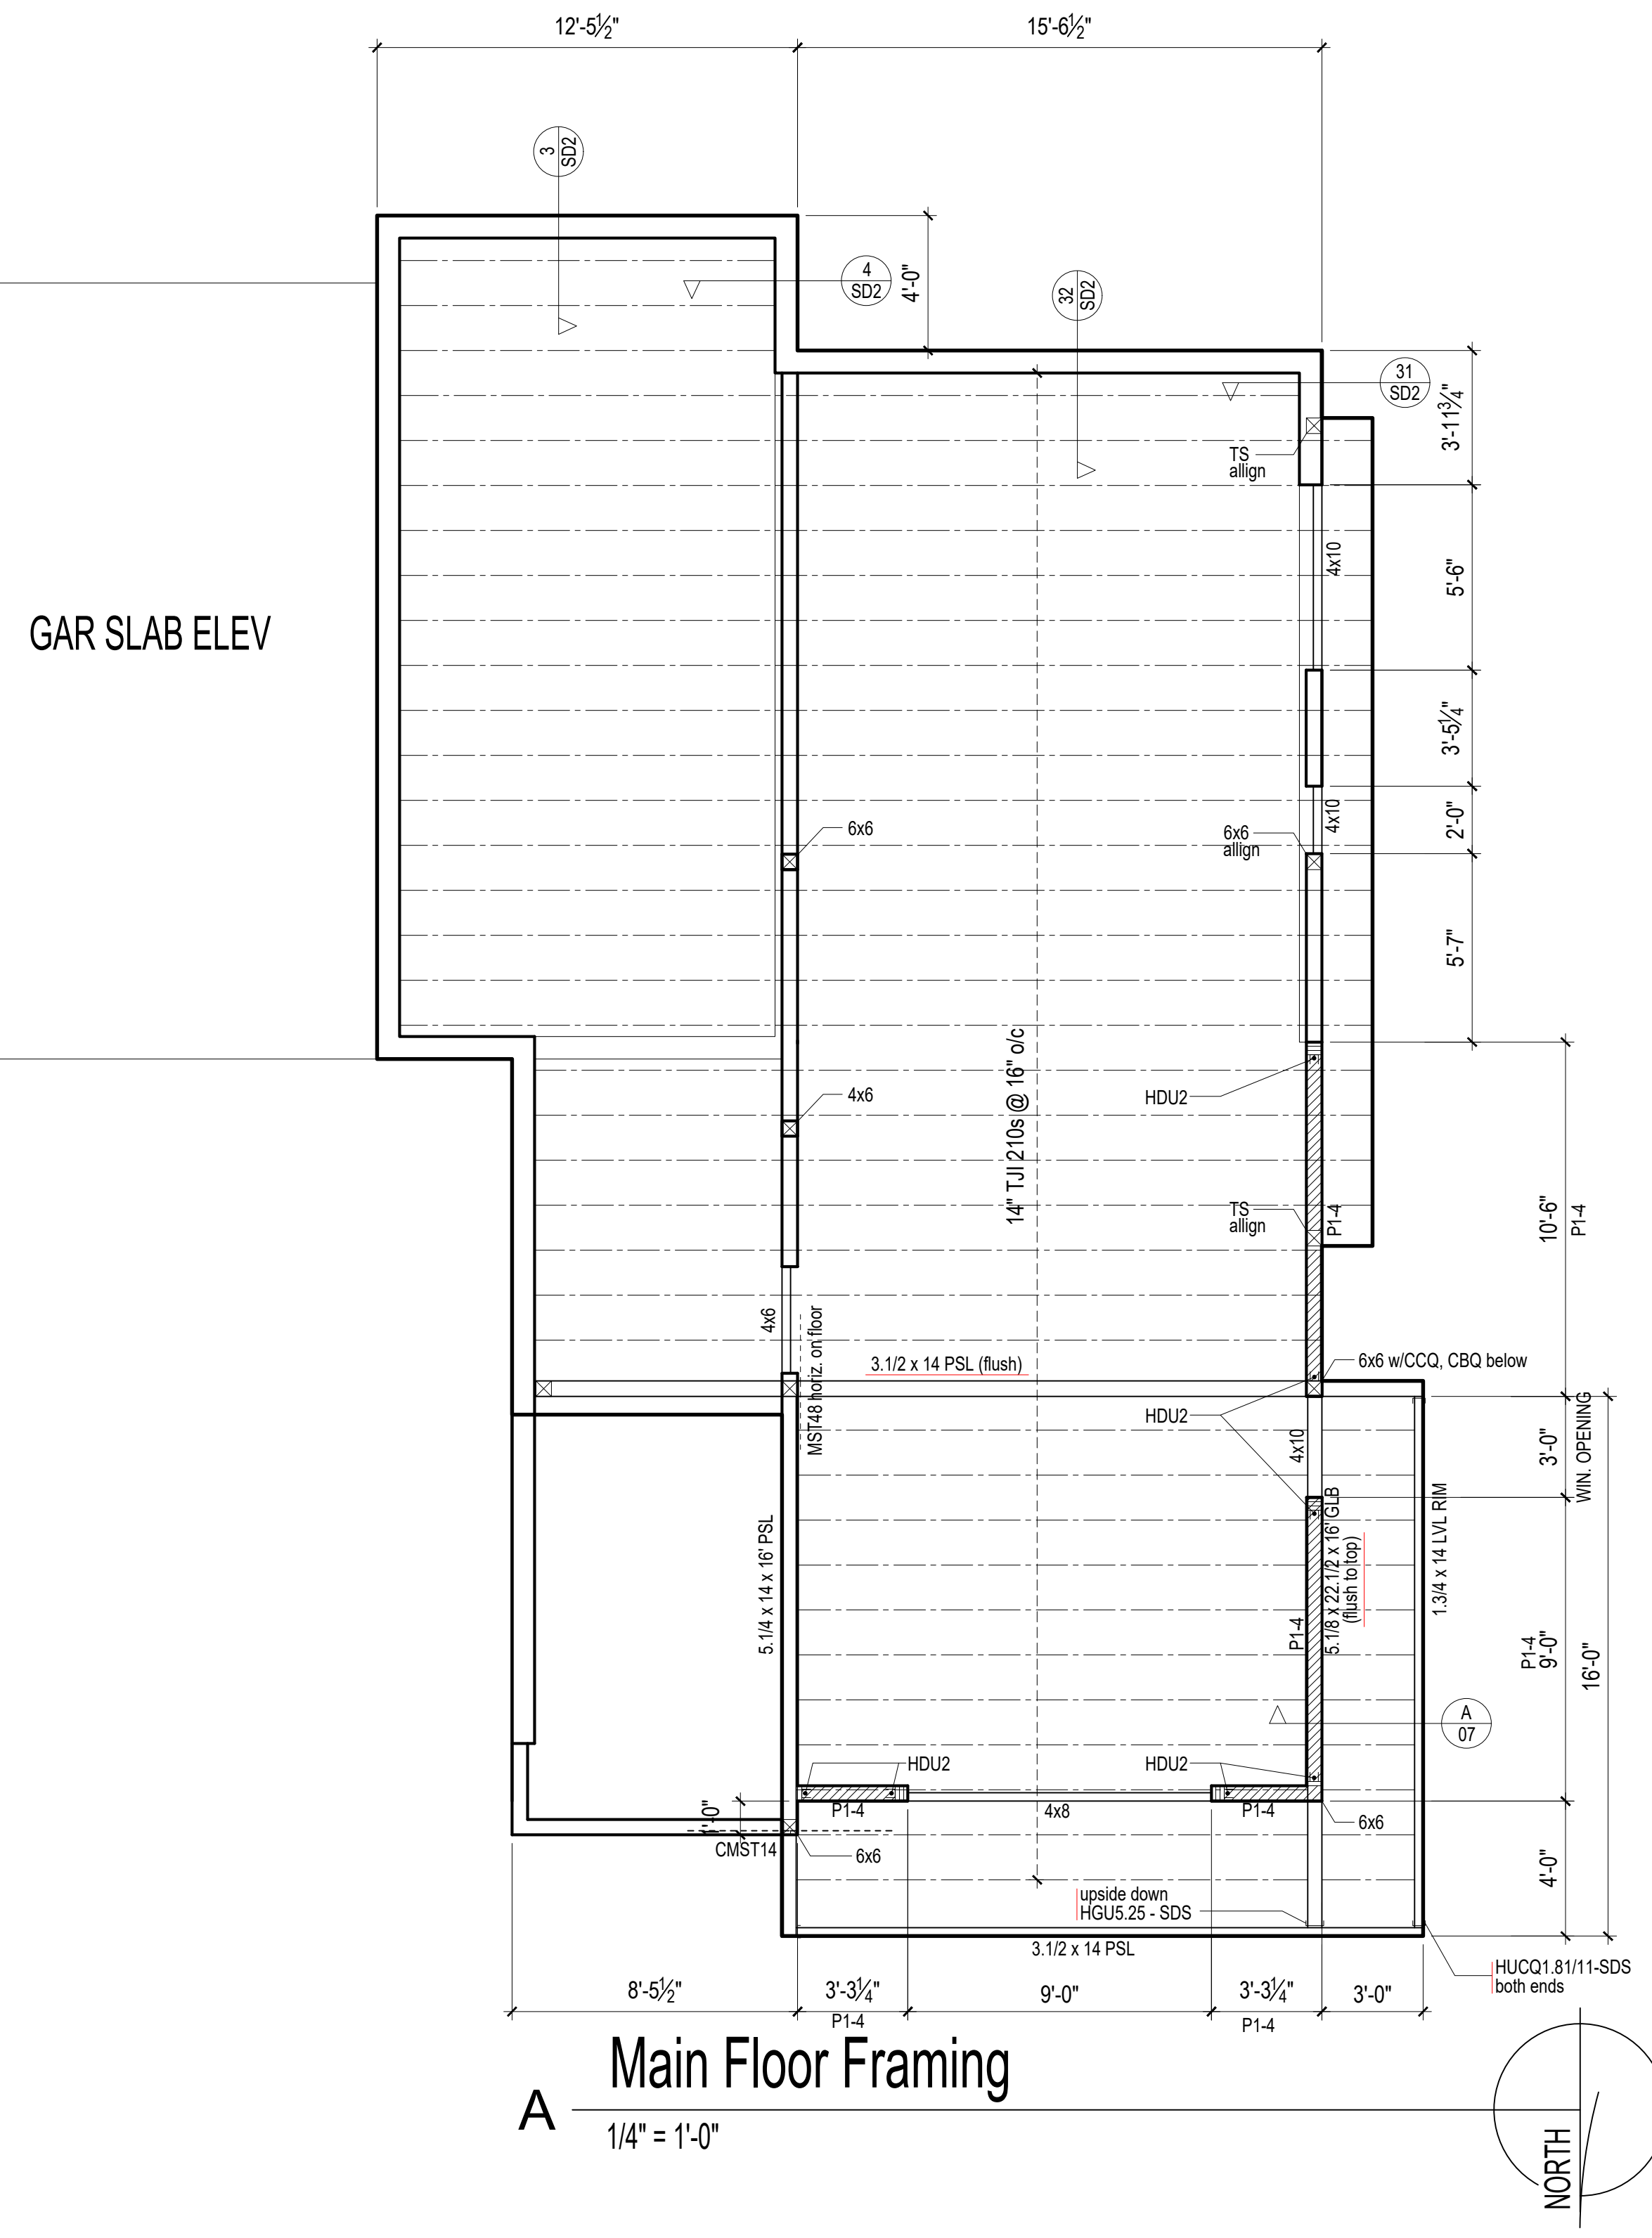 12'-5½"
15'-6½"
3
SD2
4
SD2
4'-0"
32
SD2
31
SD2
3'-11¾"
TS
allign
4x10
5'-6"
GAR SLAB ELEV
3'-5¼"
6x6
6x6
allign
4x10
2'-0"
5'-7"
14" TJI 210s @ 16" o/c
HDU2
4x6
TS
allign
P1-4
10'-6"
P1-4
4x6
MST48 horiz. on floor
3.1/2 x 14 PSL (flush)
6x6 w/CCQ, CBQ below
HDU2
4x10
3'-0"
WIN. OPENING
5.1/4 x 14 x 16' PSL
P1-4
5.1/8 x 22.1/2 x 16' GLB
(flush to top)
1.3/4 x 14 LVL RIM
P1-4
9'-0"
16'-0"
A
07
HDU2
HDU2
P1-4
4x8
P1-4
6x6
1'-0"
CMST14
6x6
4'-0"
upside down
HGU5.25 - SDS
3.1/2 x 14 PSL
HUCQ1.81/11-SDS
both ends
8'-5½"
3'-3¼"
9'-0"
3'-3¼"
3'-0"
P1-4
P1-4
Main Floor Framing
A
1/4" = 1'-0"
NORTH